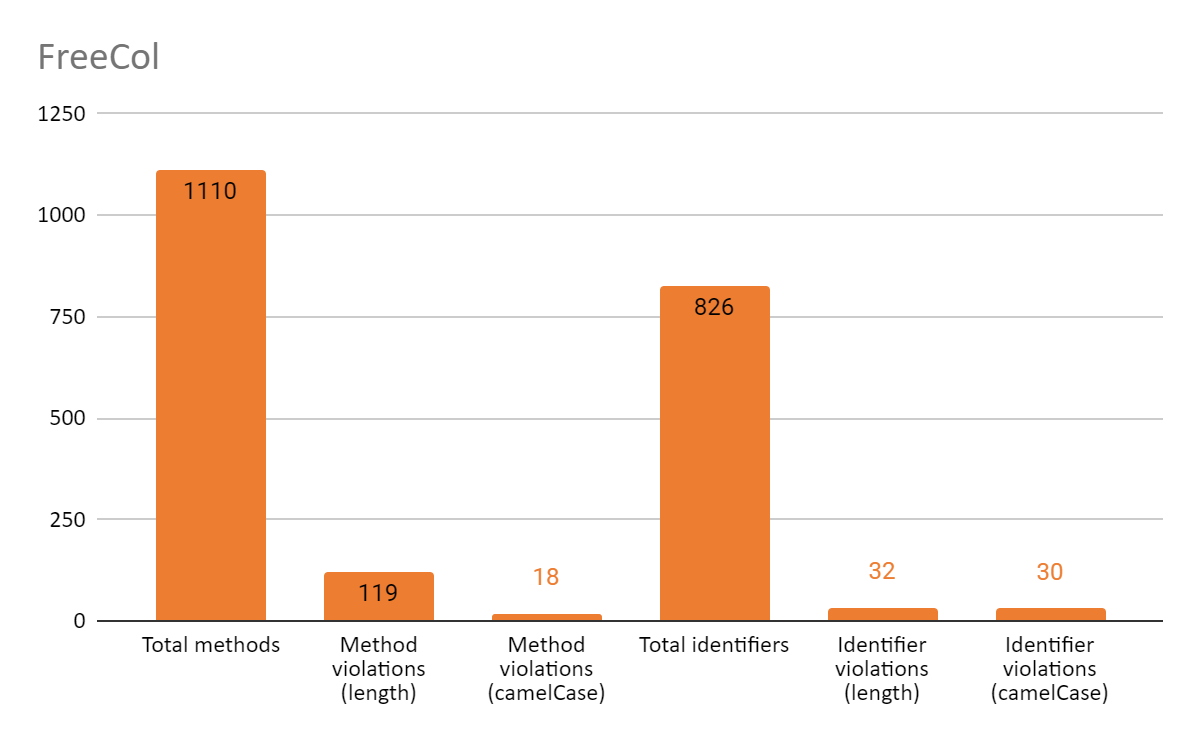 FreeCol
1250
1000
750
500
250
0
1110
119
18
826
32
30
Total methods
Method
violations
(length)
Method
violations
(camelCase)
Total identifiers
Identifier
violations
(length)
Identifier
violations
(camelCase)